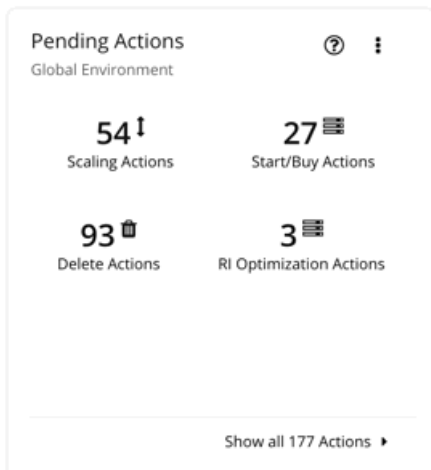 Pending Actions
Global Environment
54
Scaling Actions
27
Start/Buy Actions
93
Delete Actions
3
RI Optimization Actions
Show all 177 Actions